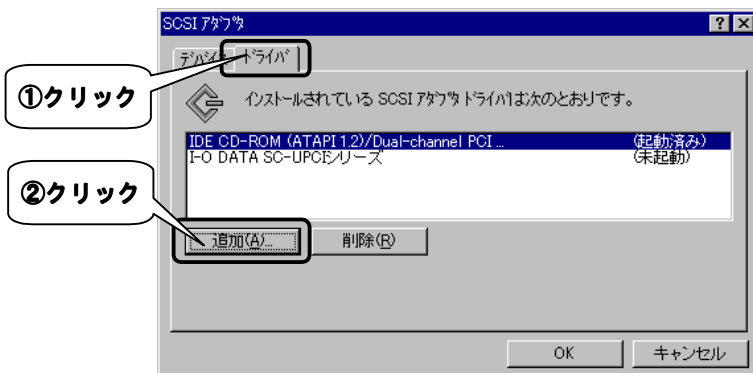 SCSI アダプタ
デバイス
ドライバ
①クリック
インストールされている SCSI アダプタ ドライバは次のとおりです。
IDE CD-ROM (ATAPI 1.2)/Dual-channel PCI ... (起動済み)
I-O DATA SC-UPCIシリーズ (未起動)
②クリック
追加(A)... 削除(R)
OK キャンセル